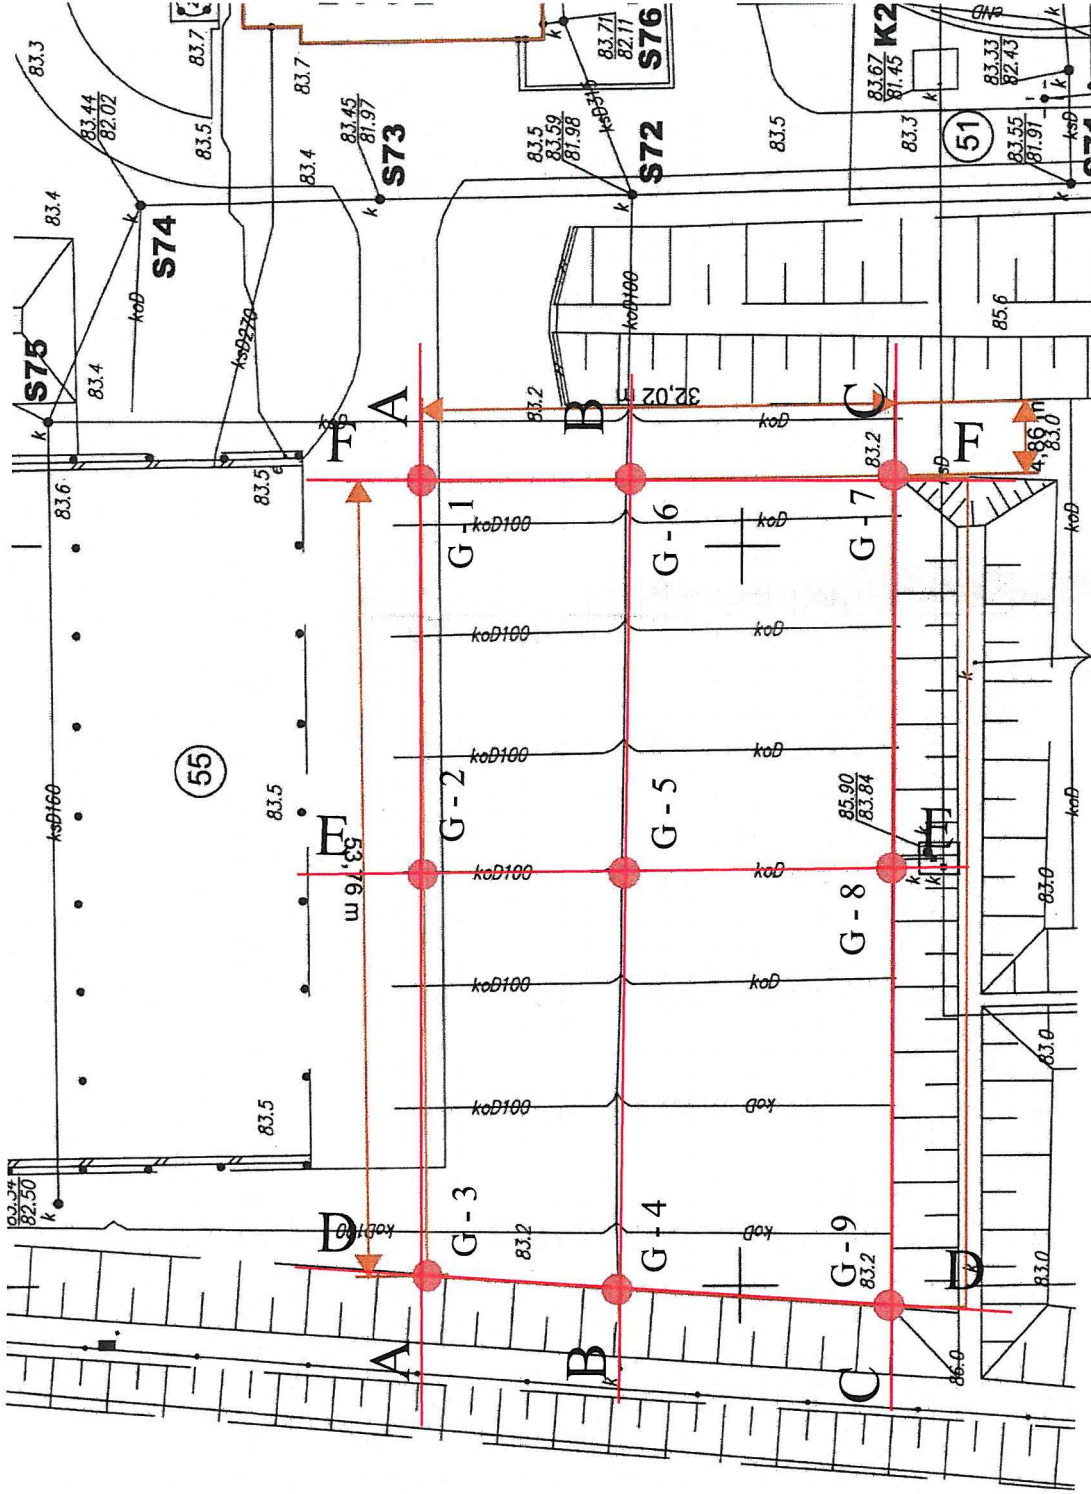 83.3
83.7
83.44
82.02
83.5
83.7
83.45
81.97
83.4
S73
83.4
S74
k
k
koD
ksD270
S75
k
83.4
83.71
82.11
S76
k
ksD315
83.5
83.59
81.98
S72
k
83.5
83.67
81.45
K2
k
GND
83.33
82.43
k
ksD
83.3
51
83.55
81.91
koD100
85.6
A
F
83.2
B
32,02 m
koD
C
83.2
F
4,86 m
83.0
83.6
83.5
e
G - 1
koD100
G - 6
koD
G - 7
koD
ksD160
koD100
koD
k
55
83.5
koD100
koD
koD
E
53,76 m
G - 2
G - 5
85.90
83.84
E
k
koD100
koD
k
k
G - 8
83.0
koD100
koD
83.5
koD100
koD
83.0
82.50
k
D
koD100
G - 3
83.2
G - 4
koD
G - 9
83.2
D
k
83.0
A
B
k
C
86.0